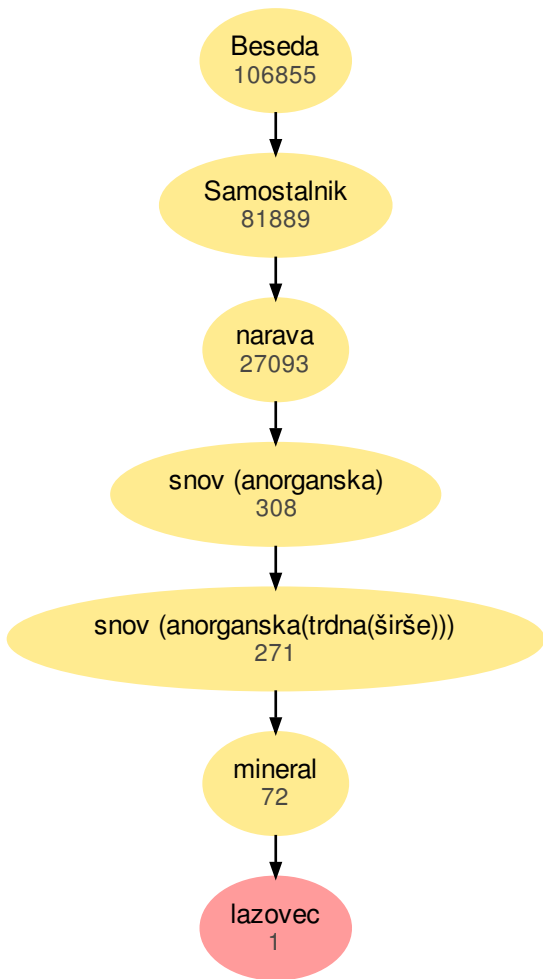 Beseda
106855
Samostalnik
81889
narava
27093
snov (anorganska)
308
snov (anorganska(trdna(širše)))
271
mineral
72
lazovec
1